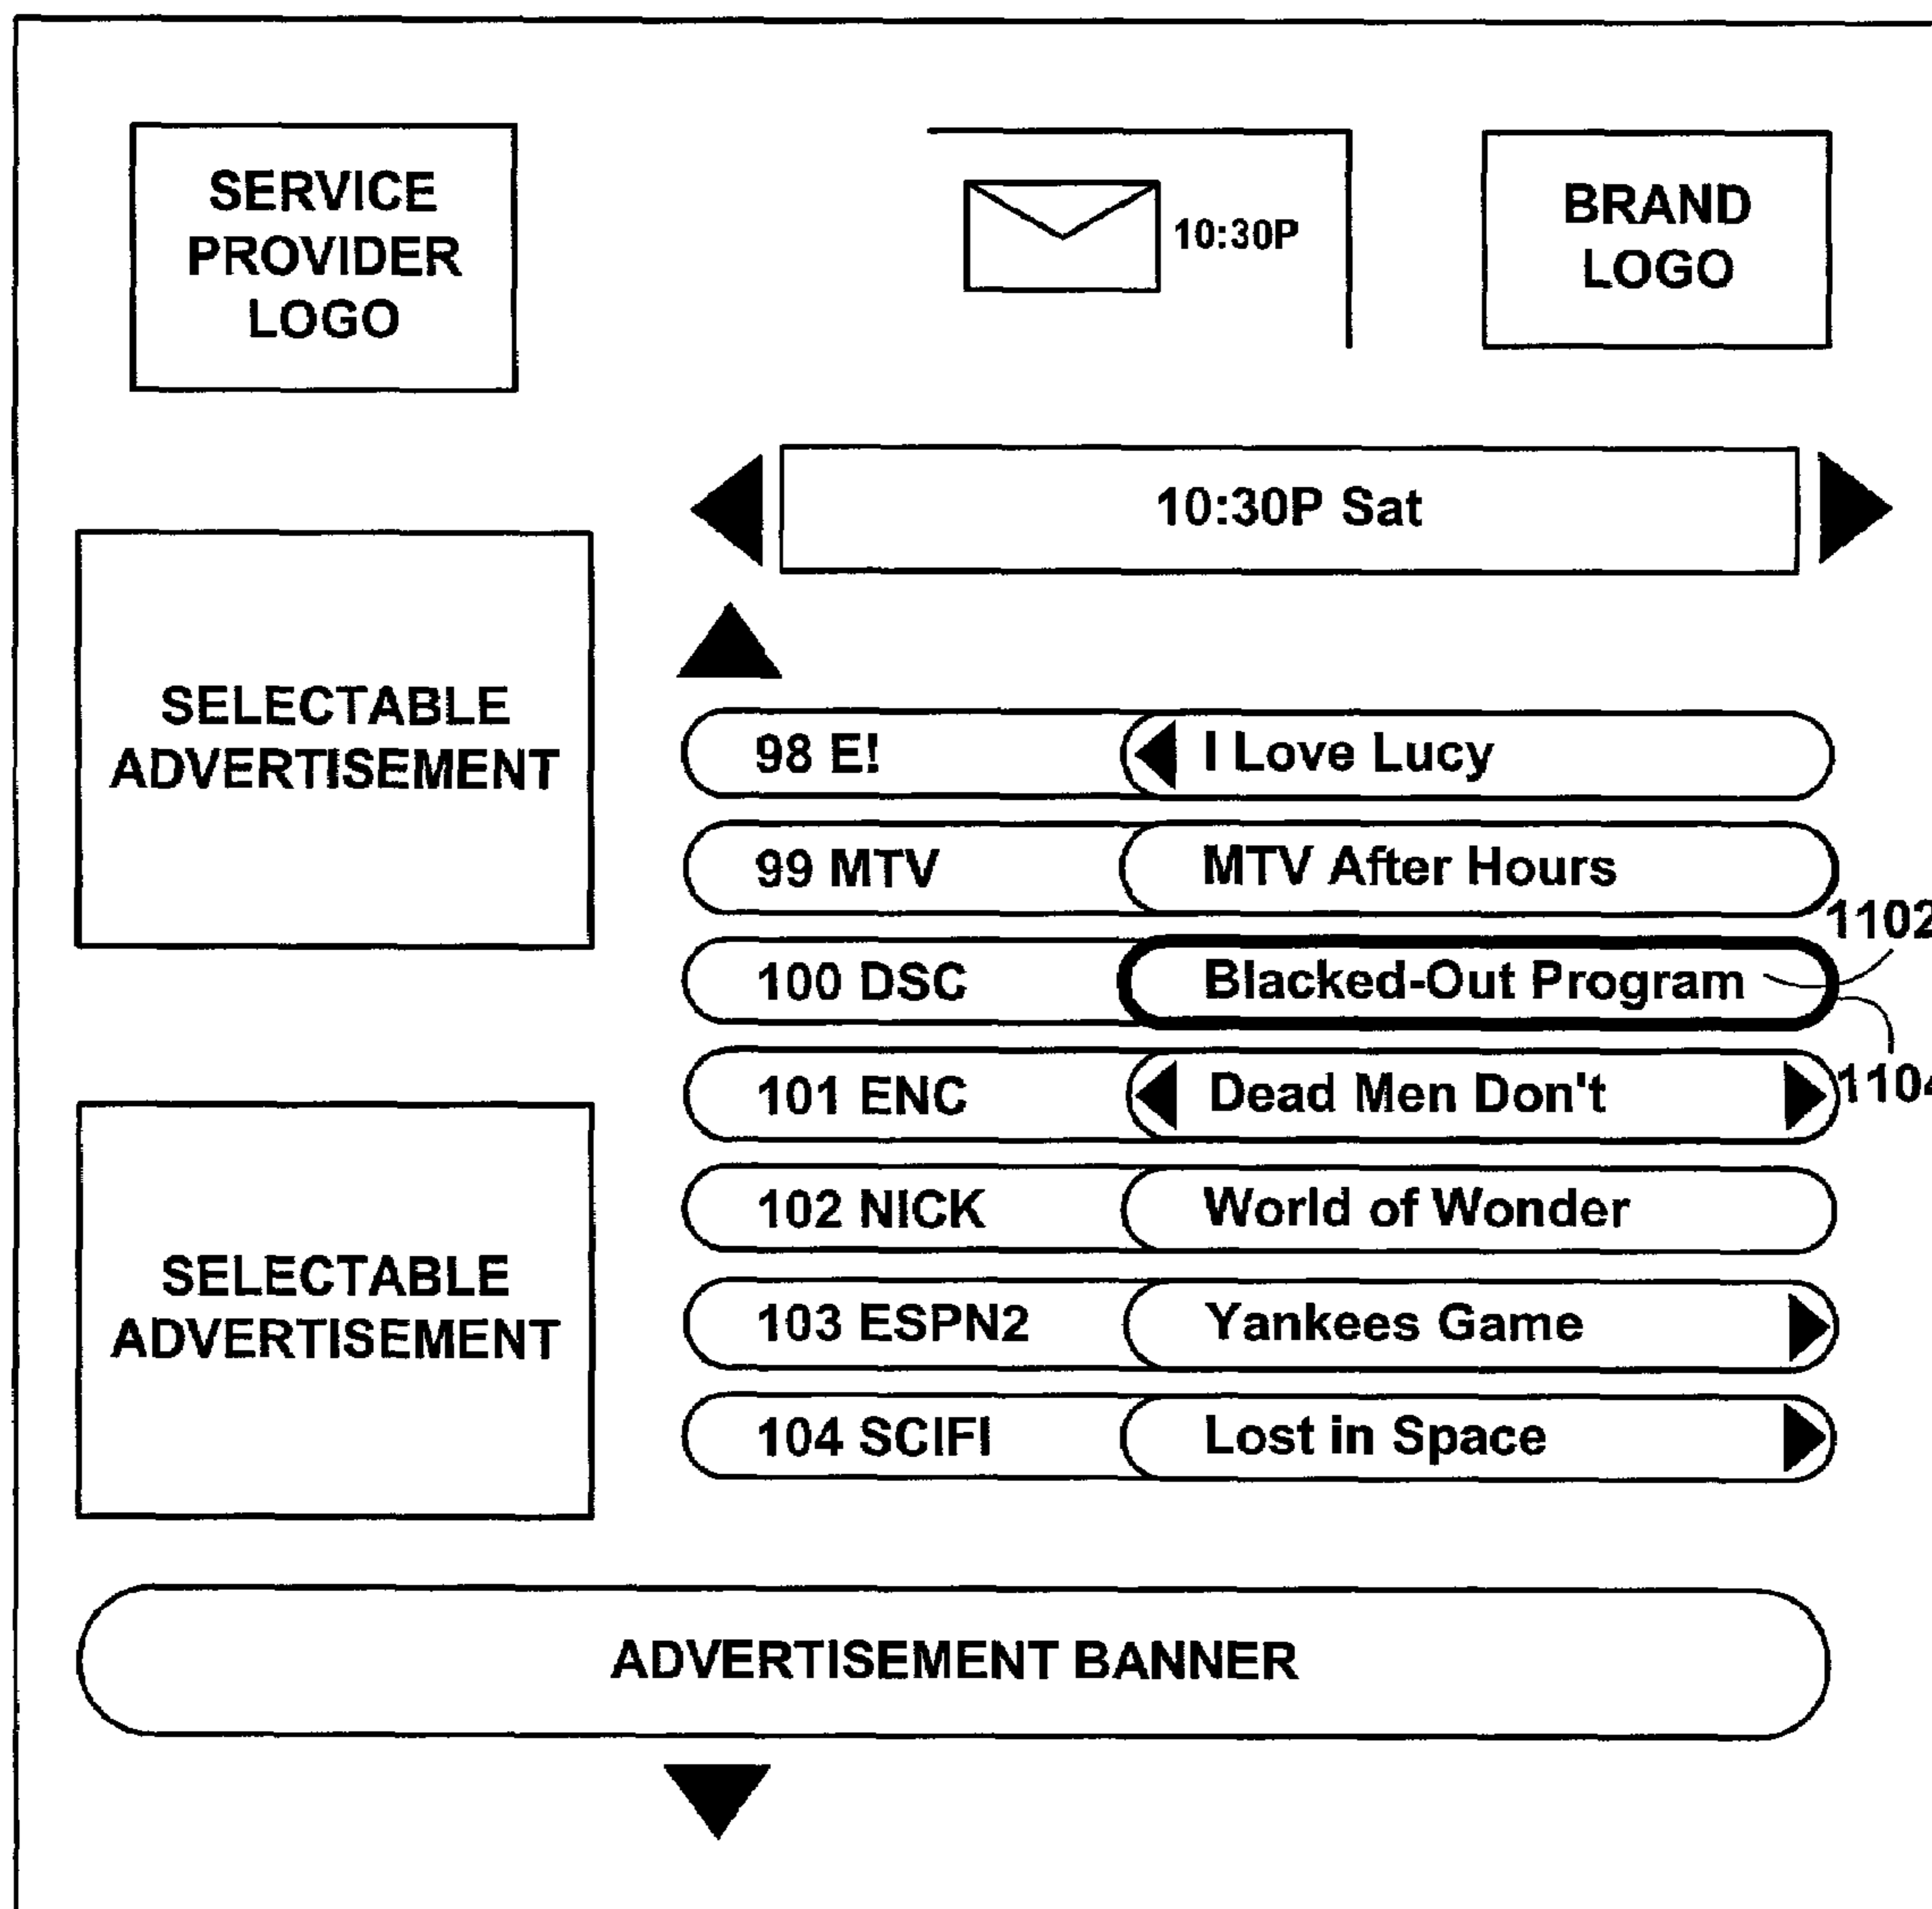 SERVICE
PROVIDER
LOGO
10:30P
BRAND
LOGO
10:30P Sat
SELECTABLE
ADVERTISEMENT
98 E! I Love Lucy
99 MTV MTV After Hours
1102
100 DSC Blacked-Out Program
101 ENC Dead Men Don't
1104
102 NICK World of Wonder
SELECTABLE
ADVERTISEMENT
103 ESPN2 Yankees Game
104 SCIFI Lost in Space
ADVERTISEMENT BANNER